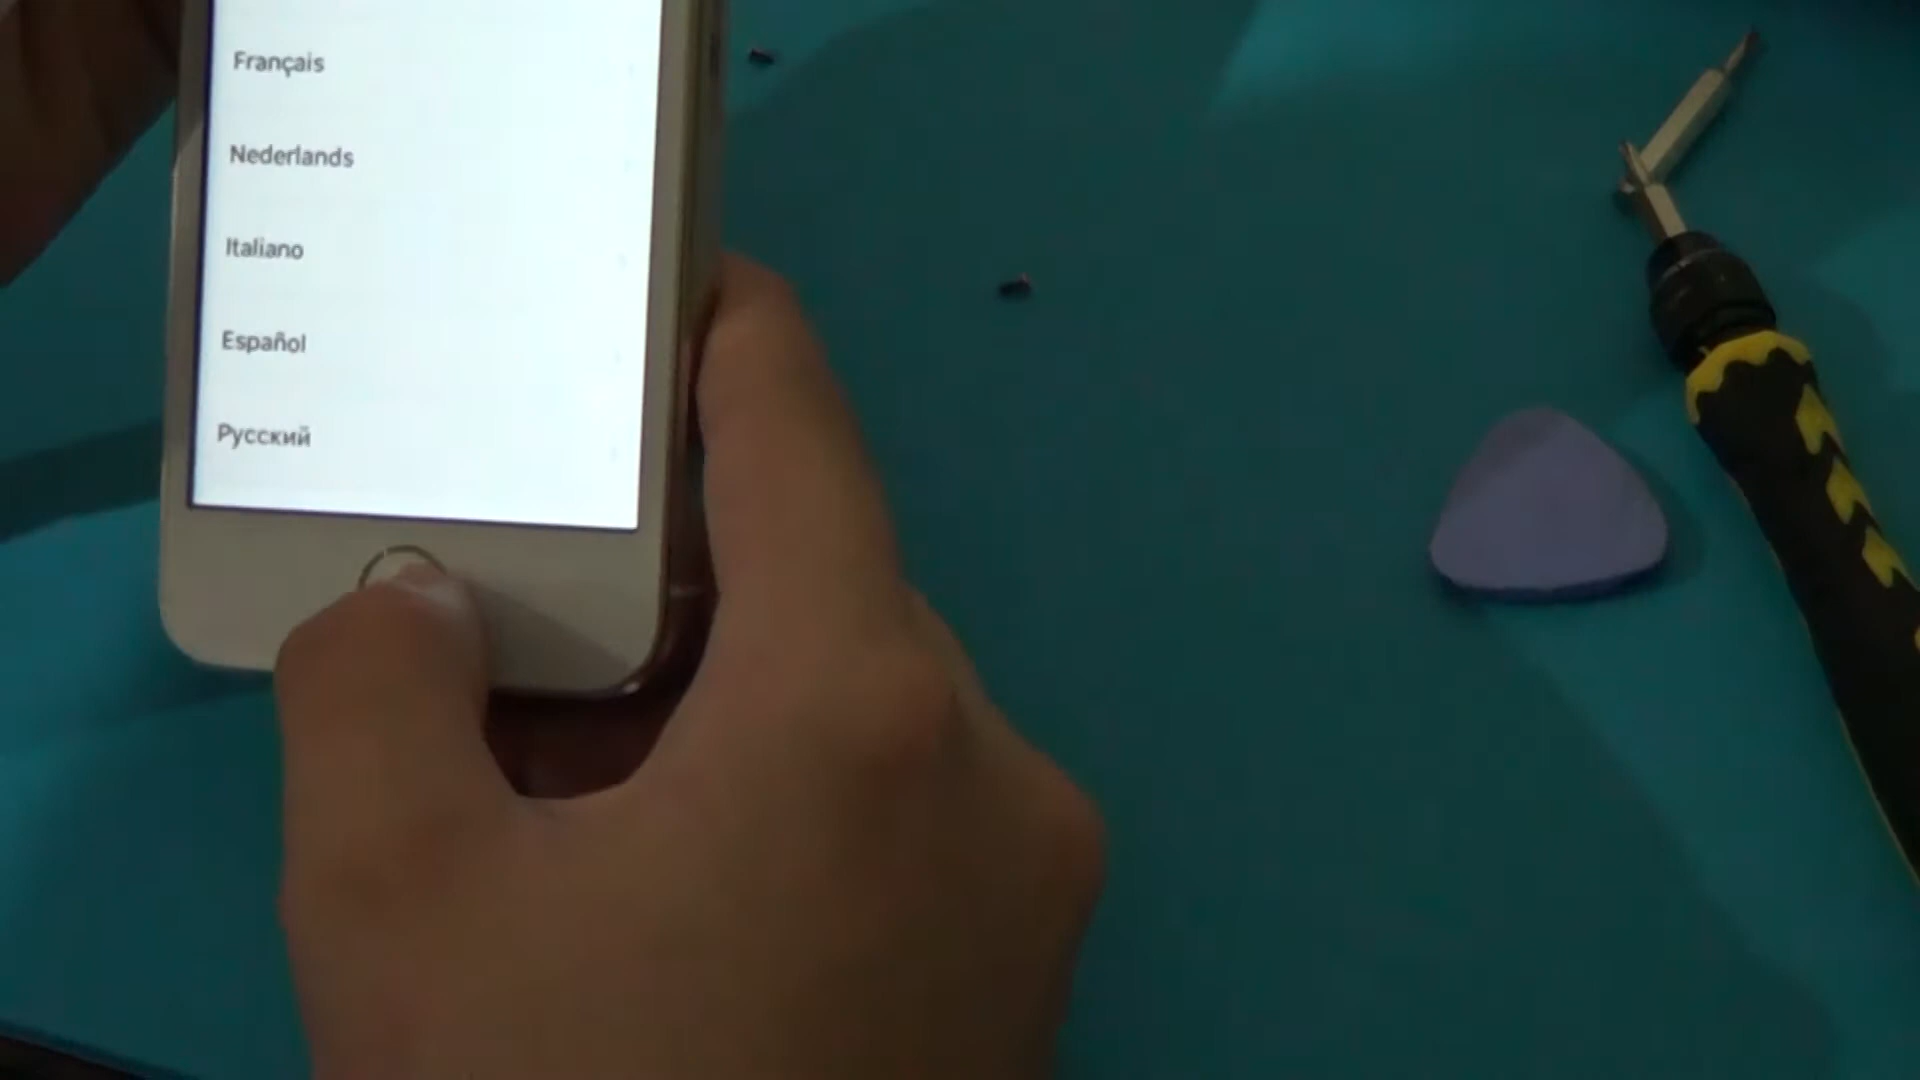 Français
Nederlands
Italiano
Español
Русский